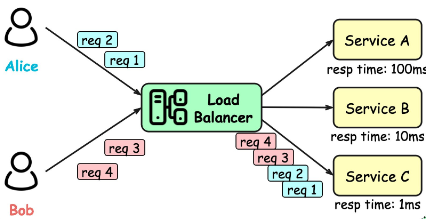 Alice
req 2
req 1
Bob
req 3
req 4
Load
Balancer
req 4
req 3
req 2
req 1
Service A
resp time: 100ms
Service B
resp time: 10ms
Service C
resp time: 1ms